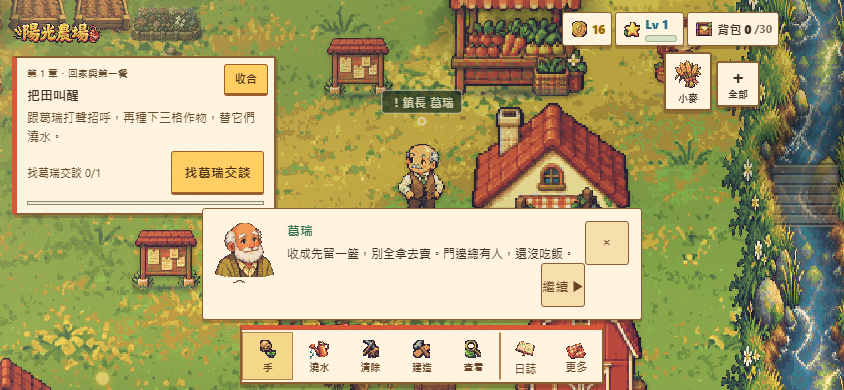 陽光農場
16
Lv 1
背包 0 /30
第 1 章 · 回家與第一餐
收合
把田叫醒
跟葛瑞打聲招呼，再種下三格作物，替它們
澆水。
找葛瑞交談 0/1
找葛瑞交談
! 鎮長 葛瑞
小麥
+
全部
葛瑞
收成先留一籃，別全拿去賣。門邊總有人，還沒吃飯。
×
繼續 ▶
手
澆水
清除
建造
查看
日誌
更多